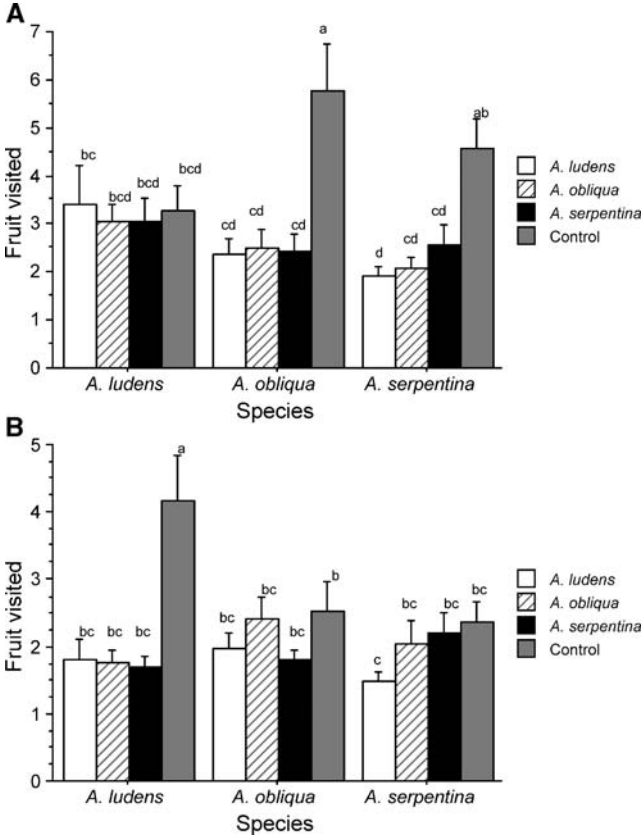 A
7
6
5
4
3
2
1
0
Fruit visited
bc
bcd
bcd
bcd
cd
cd
cd
a
d
cd
cd
ab
A. ludens
A. obliqua
A. serpentina
Species
A. ludens
A. obliqua
A. serpentina
Control
B
5
4
3
2
1
0
Fruit visited
bc
bc
bc
a
bc
bc
bc
b
c
bc
bc
bc
A. ludens
A. obliqua
A. serpentina
Species
A. ludens
A. obliqua
A. serpentina
Control